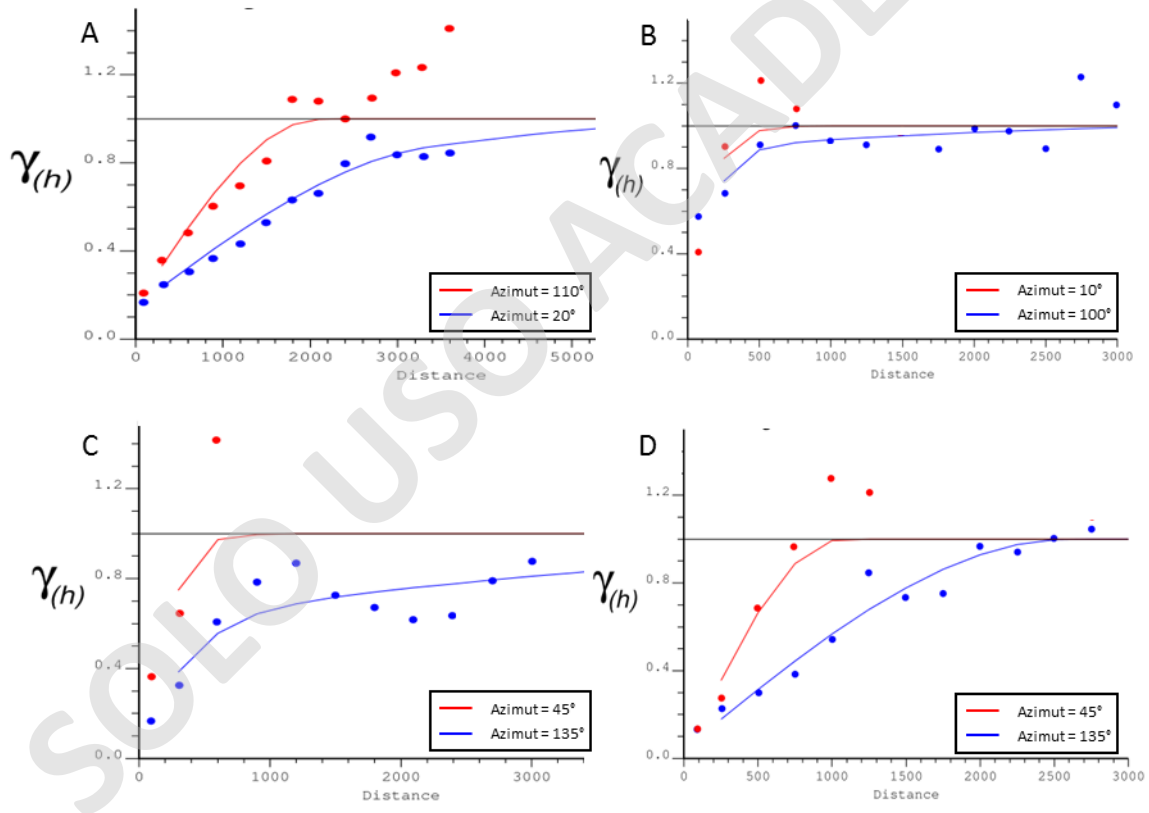 A
1.2
0.8
0.4
0.0
γ(h)
0 1000 2000 3000 4000 5000
Distance
Azimut = 110°
Azimut = 20°
B
1.2
0.8
0.4
0.0
γ(h)
0 500 1000 1500 2000 2500 3000
Distance
Azimut = 10°
Azimut = 100°
C
1.2
0.8
0.4
0.0
γ(h)
0 1000 2000 3000
Distance
Azimut = 45°
Azimut = 135°
D
1.2
0.8
0.4
0.0
γ(h)
0 500 1000 1500 2000 2500 3000
Distance
Azimut = 45°
Azimut = 135°
SOLO USO